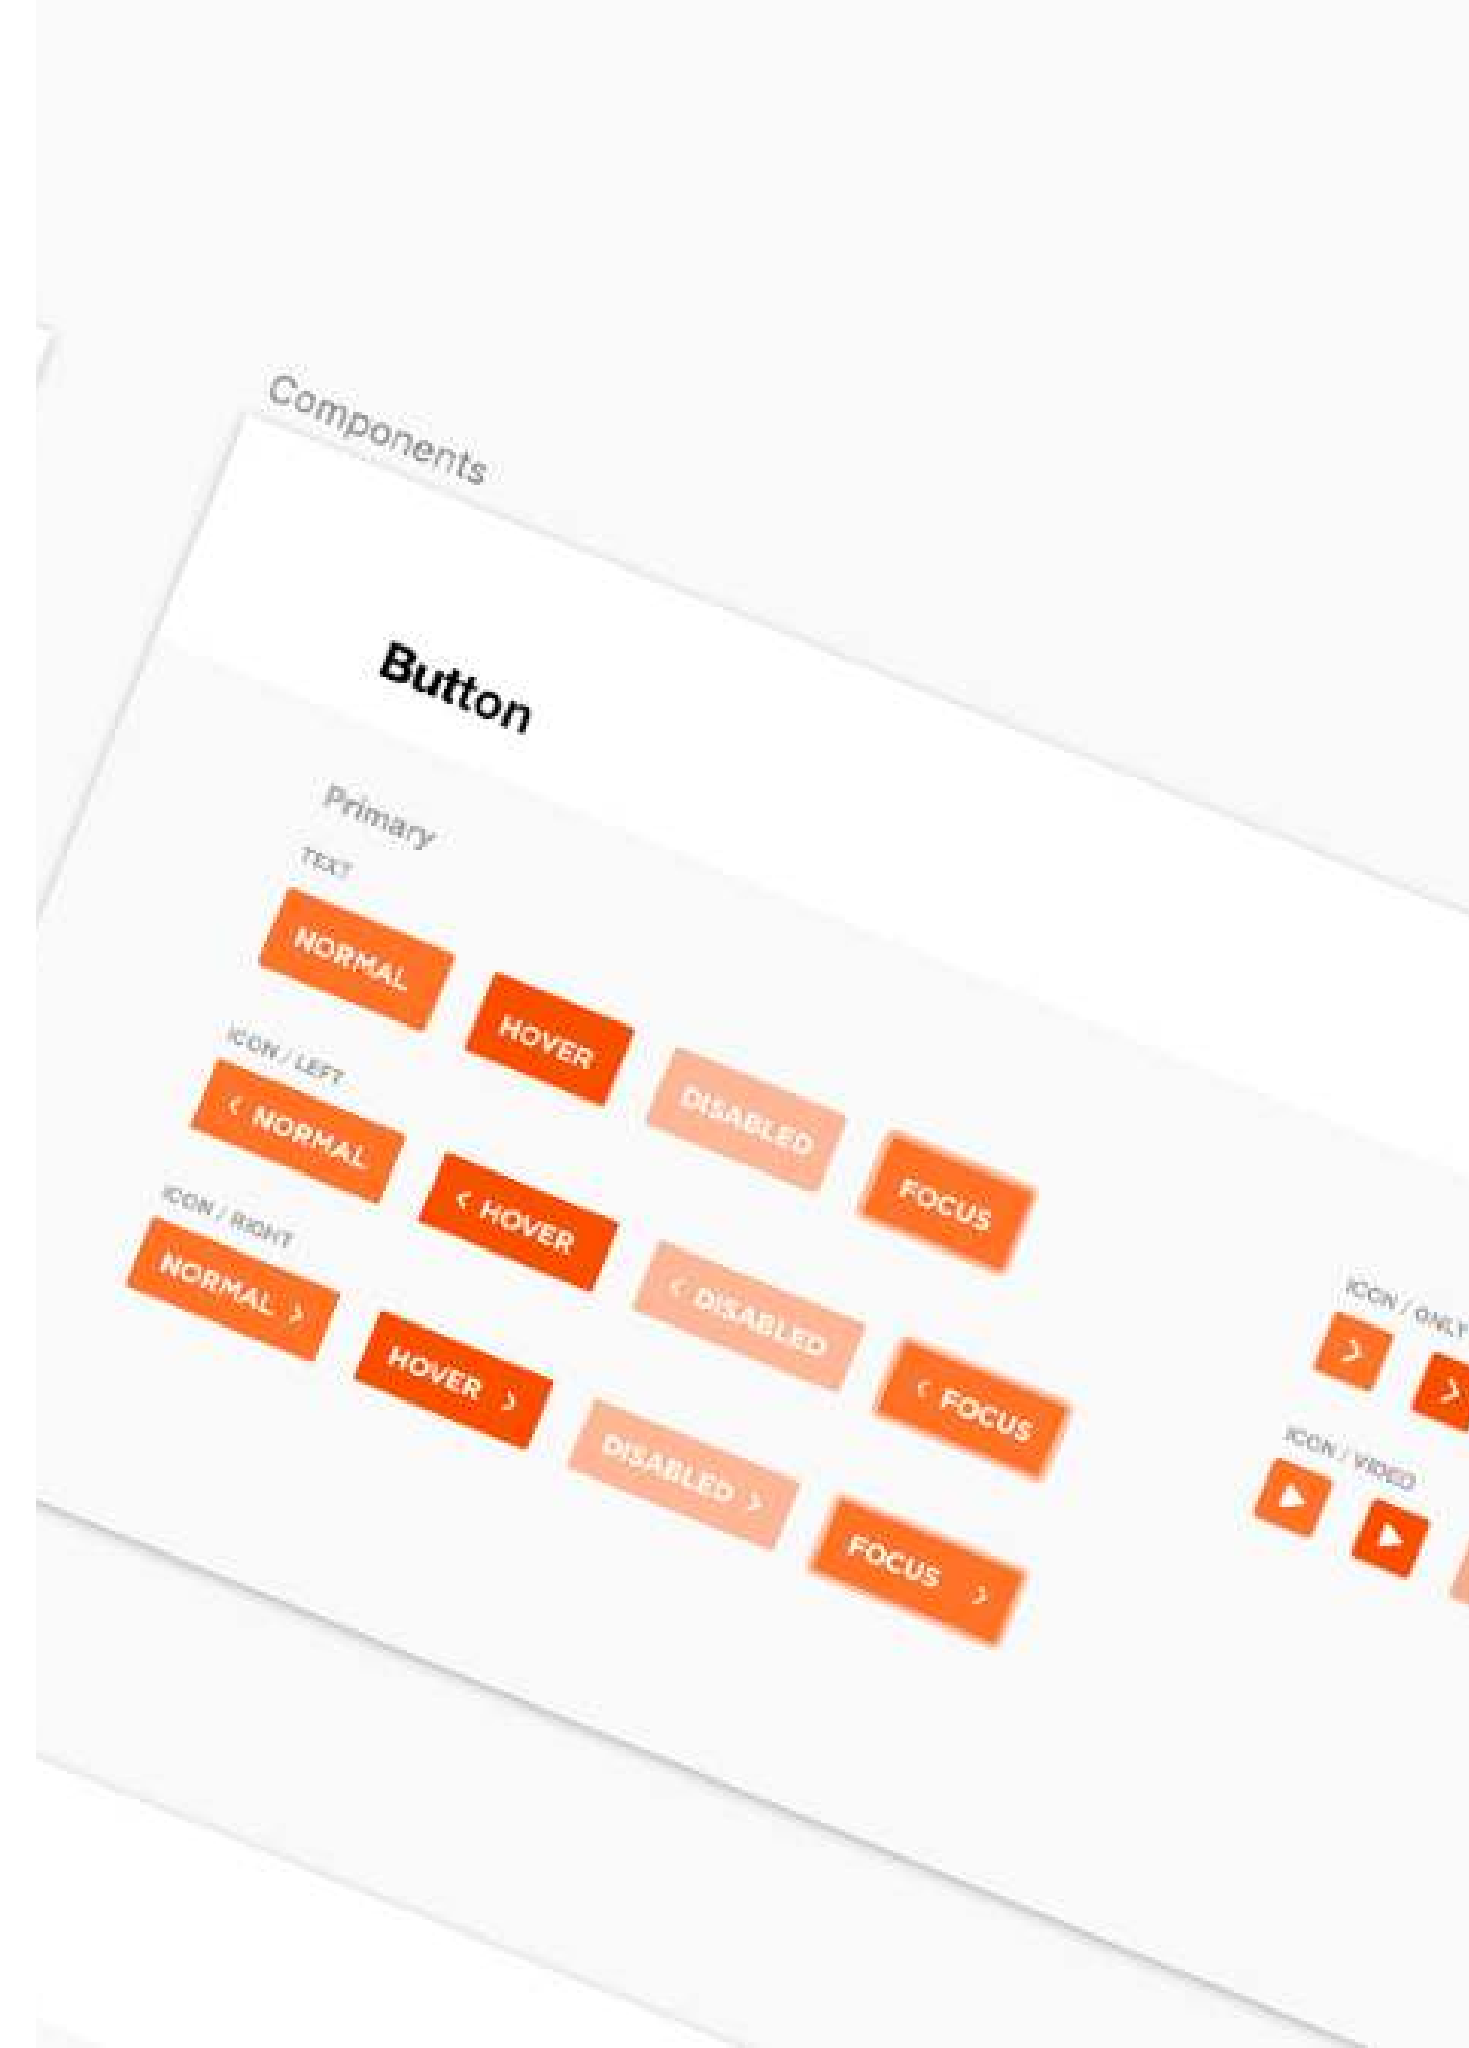 Components
Button
Primary
TEXT
NORMAL HOVER DISABLED FOCUS
ICON / LEFT
NORMAL HOVER DISABLED FOCUS
ICON / RIGHT
NORMAL HOVER DISABLED FOCUS
ICON / ONLY
ICON / VIDEO